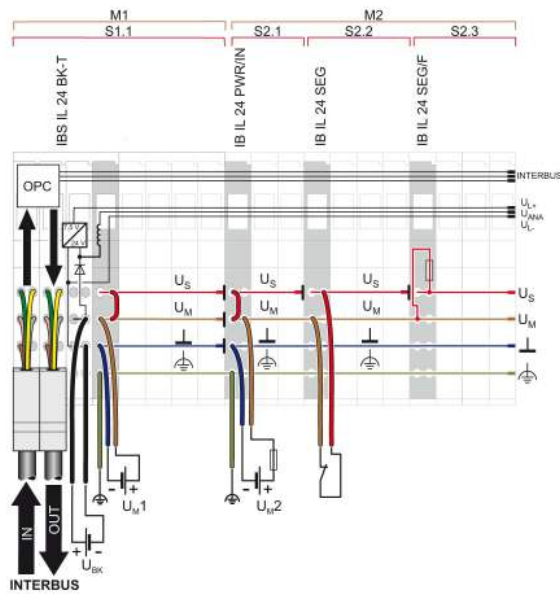 M1 M2
S1.1 S2.1 S2.2 S2.3
IBS IL 24 BK-T
IB IL 24 PWR/IN
IB IL 24 SEG
IB IL 24 SEG/F
OPC
INTERBUS
7,5 V
24 V
UL+
UANA
UL-
US US US US
UM UM UM UM
- + - +
UM1 UM2
+ -
UBK
IN OUT
INTERBUS